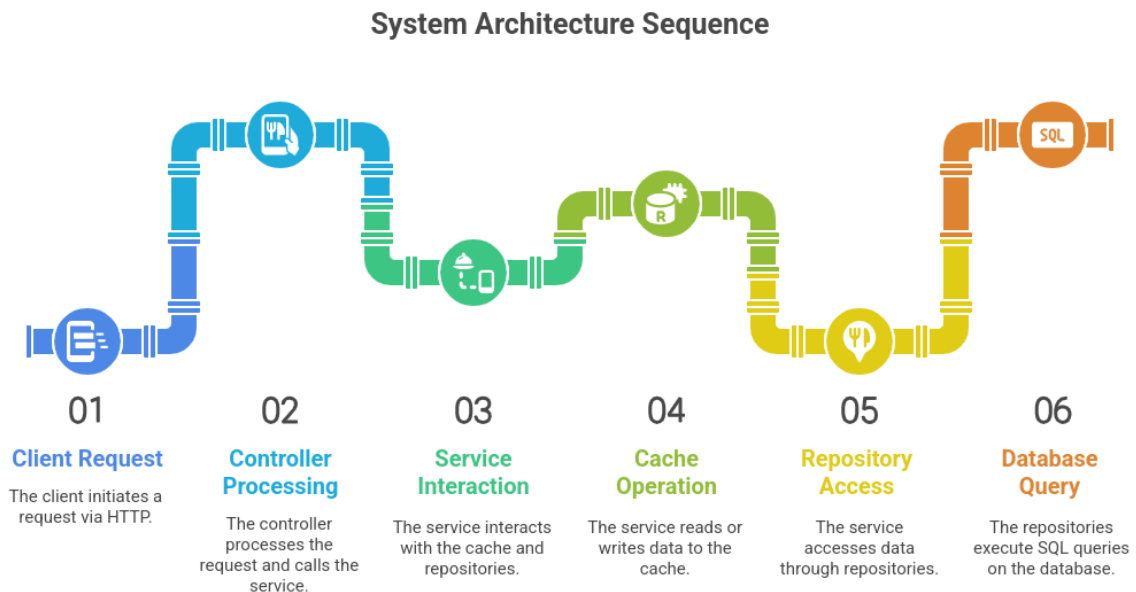 System Architecture Sequence
R
SQL
01
02
03
04
05
06
Client Request
The client initiates a
request via HTTP.
Controller
Processing
The controller
processes the
request and calls the
service.
Service
Interaction
The service interacts
with the cache and
repositories.
Cache
Operation
The service reads or
writes data to the
cache.
Repository
Access
The service
accesses data
through repositories.
Database
Query
The repositories
execute SQL queries
on the database.